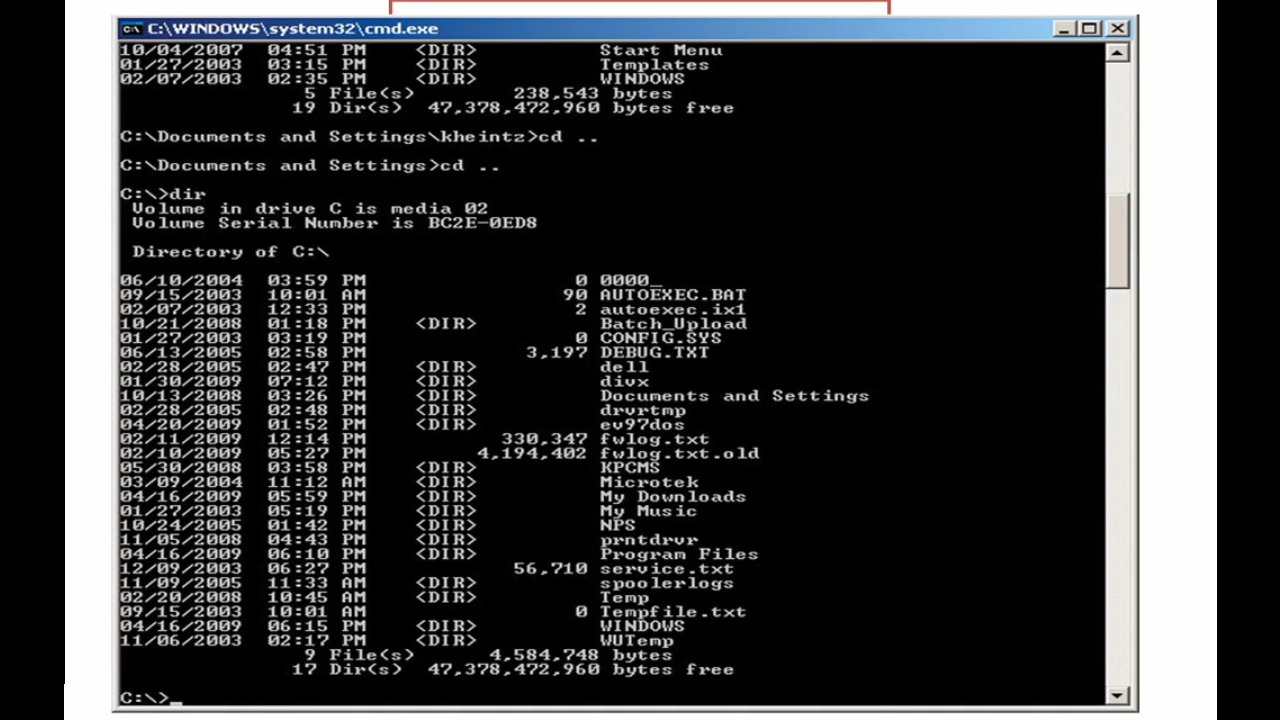 C:\WINDOWS\system32\cmd.exe
10/04/2007 04:51 PM <DIR> Start Menu
01/27/2003 03:15 PM <DIR> Templates
02/07/2003 02:35 PM <DIR> WINDOWS
5 File(s) 238,543 bytes
19 Dir(s) 47,378,472,960 bytes free
C:\Documents and Settings\kheintz>cd ..
C:\Documents and Settings>cd ..
C:\>dir
Volume in drive C is media 02
Volume Serial Number is BC2E-0ED8
Directory of C:\
06/10/2004 03:59 PM 0 0000_
09/15/2003 10:01 AM 90 AUTOEXEC.BAT
02/07/2003 12:33 PM 2 autoexec.ix1
10/21/2008 01:18 PM <DIR> Batch_Upload
01/27/2003 03:19 PM 0 CONFIG.SYS
06/13/2005 02:58 PM 3,197 DEBUG.TXT
02/28/2005 02:47 PM <DIR> dell
01/30/2009 07:12 PM <DIR> divx
10/13/2008 03:26 PM <DIR> Documents and Settings
02/28/2005 02:48 PM <DIR> drvrtmp
04/20/2009 01:52 PM <DIR> ev97dos
02/11/2009 12:14 PM 330,347 fwlog.txt
02/10/2009 05:27 PM 4,194,402 fwlog.txt.old
05/30/2008 03:58 PM <DIR> KPCMS
03/09/2004 11:12 AM <DIR> Microtek
04/16/2009 05:59 PM <DIR> My Downloads
01/27/2003 05:19 PM <DIR> My Music
10/24/2005 01:42 PM <DIR> NPS
11/05/2008 04:43 PM <DIR> prntdrvr
04/16/2009 06:10 PM <DIR> Program Files
12/09/2003 06:27 PM 56,710 service.txt
11/09/2005 11:33 AM <DIR> spoolerlogs
02/20/2008 10:45 AM <DIR> Temp
09/15/2003 10:01 AM 0 Tempfile.txt
04/16/2009 06:15 PM <DIR> WINDOWS
11/06/2003 02:17 PM <DIR> WUTemp
9 File(s) 4,584,748 bytes
17 Dir(s) 47,378,472,960 bytes free
C:\>_